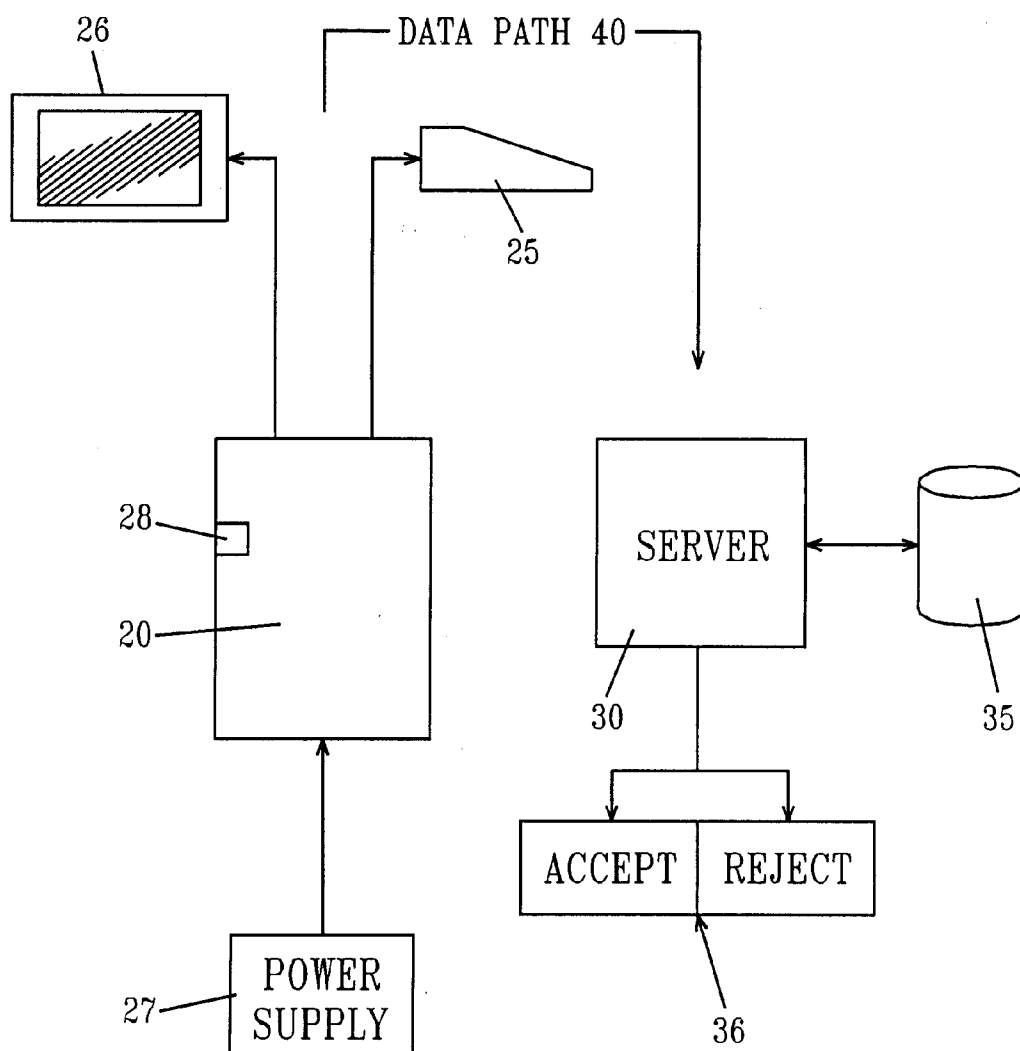 26
DATA PATH 40
25
28
SERVER
20
30
35
ACCEPT
REJECT
27
POWER
SUPPLY
36